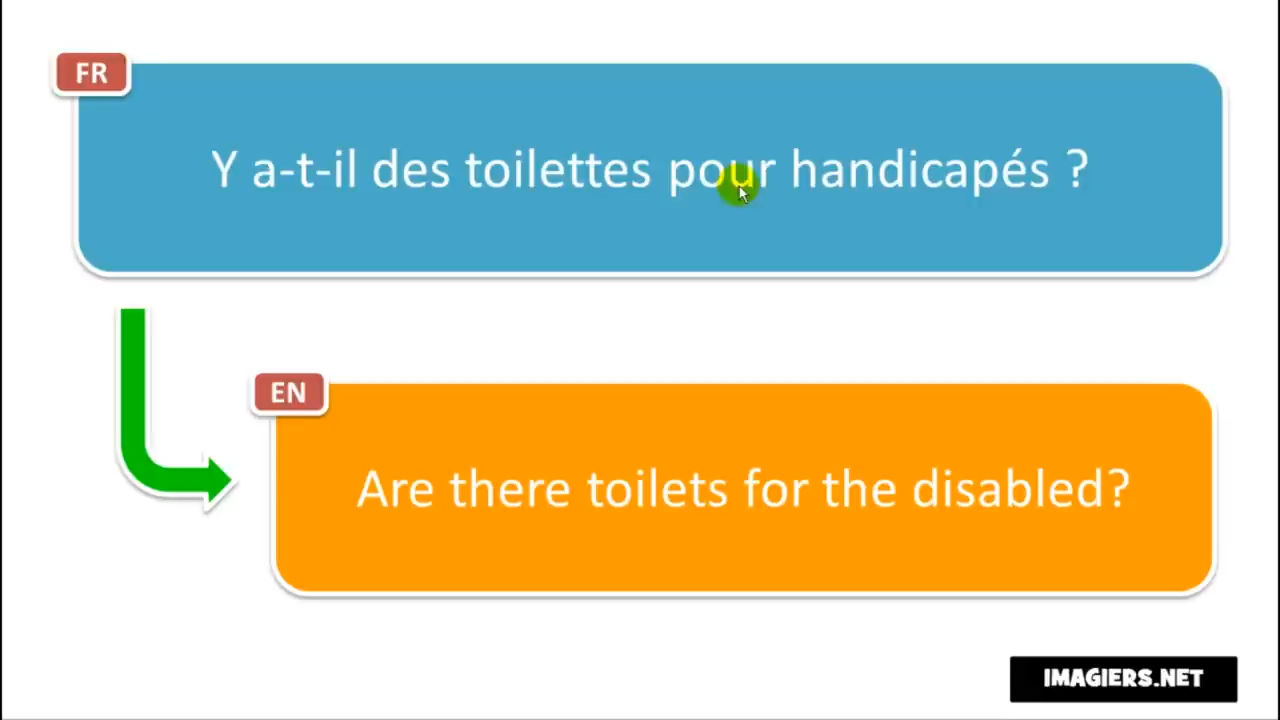 FR
Y a-t-il des toilettes pour handicapés ?
EN
Are there toilets for the disabled?
IMAGIERS.NET